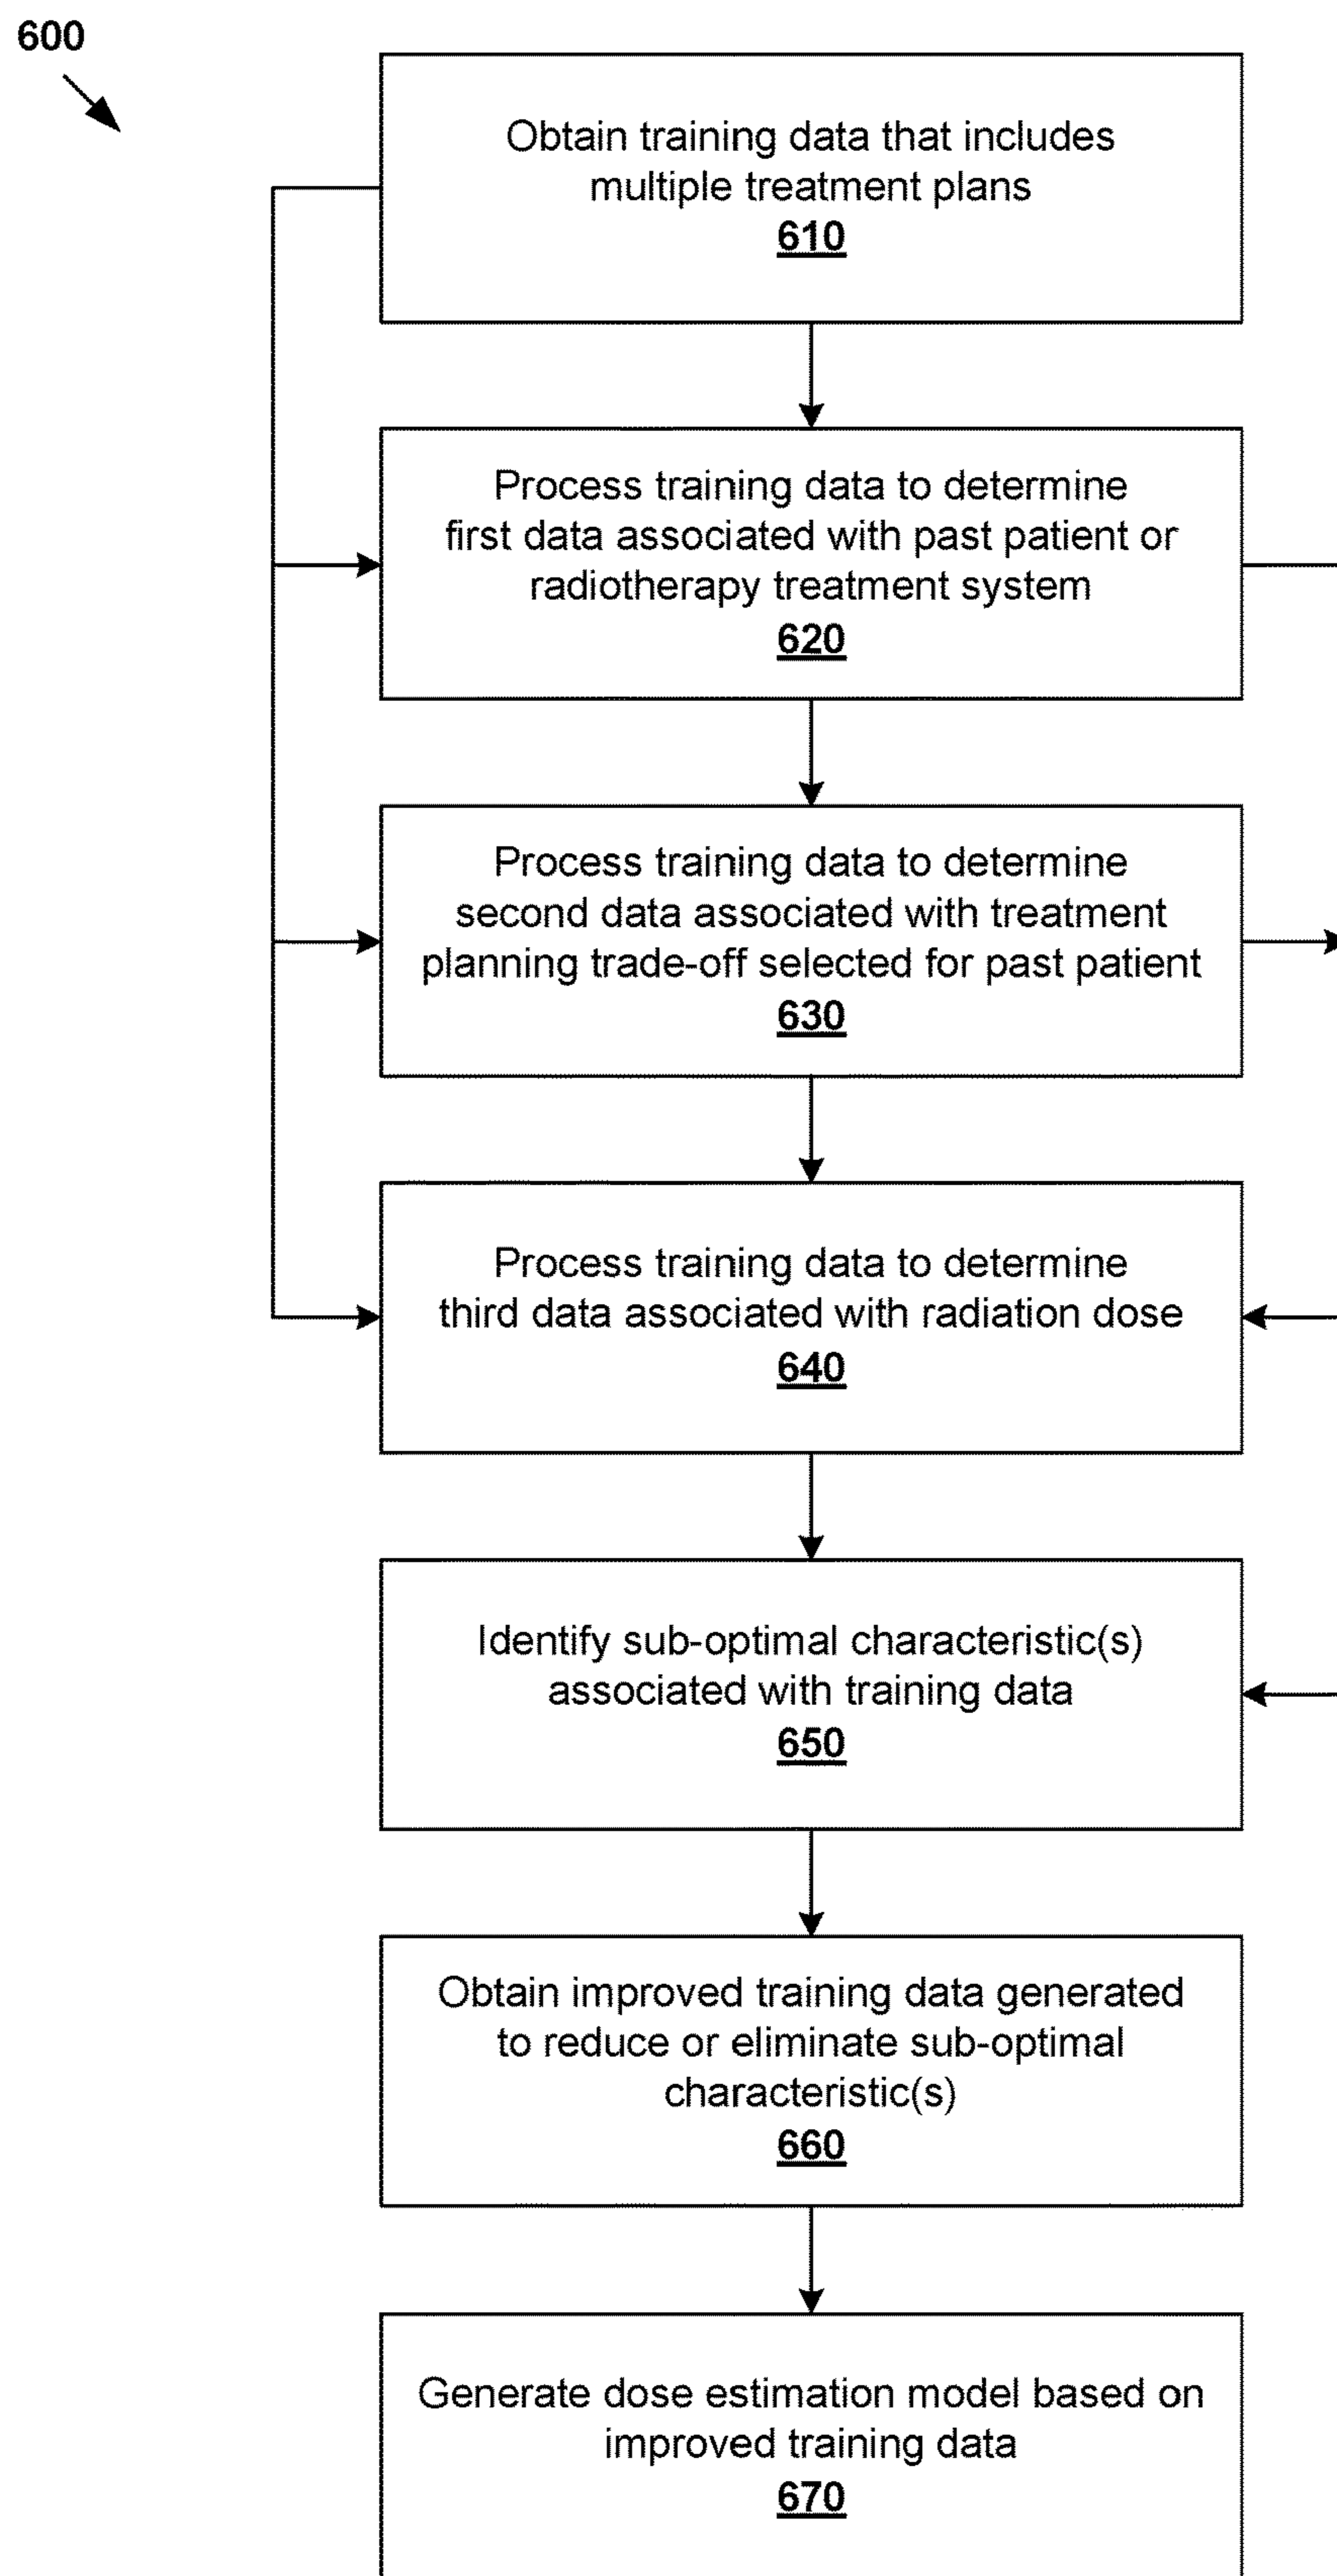 600
Obtain training data that includes
multiple treatment plans
610
Process training data to determine
first data associated with past patient or
radiotherapy treatment system
620
Process training data to determine
second data associated with treatment
planning trade-off selected for past patient
630
Process training data to determine
third data associated with radiation dose
640
Identify sub-optimal characteristic(s)
associated with training data
650
Obtain improved training data generated
to reduce or eliminate sub-optimal
characteristic(s)
660
Generate dose estimation model based on
improved training data
670